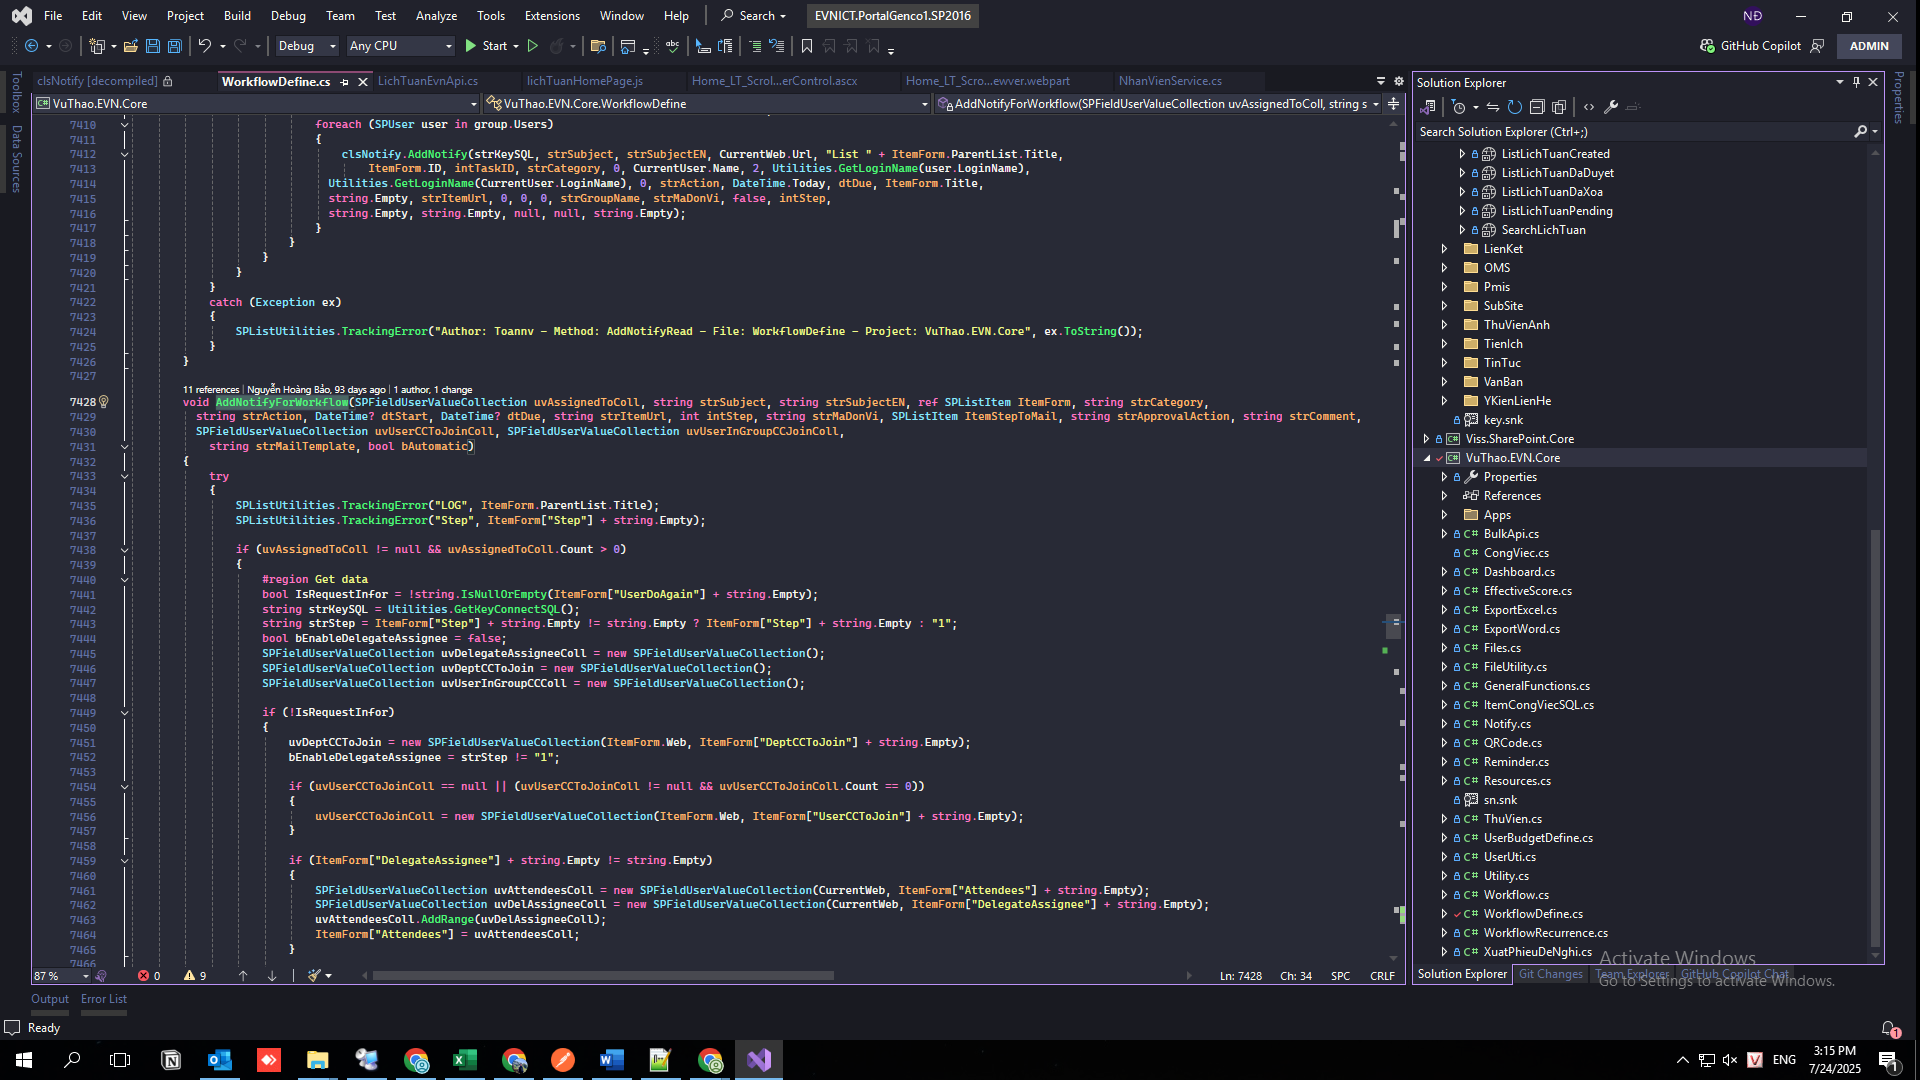 File Edit View Project Build Debug Team Test Analyze Tools Extensions Window Help Search EVNICT.PortalGenco1.SP2016 NĐ
Debug Any CPU Start GitHub Copilot ADMIN
Toolbox
Data Sources
clsNotify [decompiled] WorkflowDefine.cs LichTuanEvnApi.cs lichTuanHomePage.js Home_LT_Scrol...erControl.ascx Home_LT_Scro...ewver.webpart NhanVienService.cs
VuThao.EVN.Core VuThao.EVN.Core.WorkflowDefine AddNotifyForWorkflow(SPFieldUserValueCollection uvAssignedToColl, string s
7410 foreach (SPUser user in group.Users)
7411 {
7412 clsNotify.AddNotify(strKeySQL, strSubject, strSubjectEN, CurrentWeb.Url, "List " + ItemForm.ParentList.Title,
7413 ItemForm.ID, intTaskID, strCategory, 0, CurrentUser.Name, 2, Utilities.GetLoginName(user.LoginName),
7414 Utilities.GetLoginName(CurrentUser.LoginName), 0, strAction, DateTime.Today, dtDue, ItemForm.Title,
7415 string.Empty, strItemUrl, 0, 0, 0, strGroupName, strMaDonVi, false, intStep,
7416 string.Empty, string.Empty, null, null, string.Empty);
7417 }
7418 }
7419 }
7420 }
7421 }
7422 catch (Exception ex)
7423 {
7424 SPListUtilities.TrackingError("Author: Toannv - Method: AddNotifyRead - File: WorkflowDefine - Project: VuThao.EVN.Core", ex.ToString());
7425 }
7426 }
7427
11 references | Nguyễn Hoàng Bảo, 93 days ago | 1 author, 1 change
7428 void AddNotifyForWorkflow(SPFieldUserValueCollection uvAssignedToColl, string strSubject, string strSubjectEN, ref SPListItem ItemForm, string strCategory,
7429 string strAction, DateTime? dtStart, DateTime? dtDue, string strItemUrl, int intStep, string strMaDonVi, SPListItem ItemStepToMail, string strApprovalAction, string strComment,
7430 SPFieldUserValueCollection uvUserCCToJoinColl, SPFieldUserValueCollection uvUserInGroupCCJoinColl,
7431 string strMailTemplate, bool bAutomatic)
7432 {
7433 try
7434 {
7435 SPListUtilities.TrackingError("LOG", ItemForm.ParentList.Title);
7436 SPListUtilities.TrackingError("Step", ItemForm["Step"] + string.Empty);
7437
7438 if (uvAssignedToColl != null && uvAssignedToColl.Count > 0)
7439 {
7440 #region Get data
7441 bool IsRequestInfor = !string.IsNullOrEmpty(ItemForm["UserDoAgain"] + string.Empty);
7442 string strKeySQL = Utilities.GetKeyConnectSQL();
7443 string strStep = ItemForm["Step"] + string.Empty != string.Empty ? ItemForm["Step"] + string.Empty : "1";
7444 bool bEnableDelegateAssignee = false;
7445 SPFieldUserValueCollection uvDelegateAssigneeColl = new SPFieldUserValueCollection();
7446 SPFieldUserValueCollection uvDeptCCToJoin = new SPFieldUserValueCollection();
7447 SPFieldUserValueCollection uvUserInGroupCCColl = new SPFieldUserValueCollection();
7448
7449 if (!IsRequestInfor)
7450 {
7451 uvDeptCCToJoin = new SPFieldUserValueCollection(ItemForm.Web, ItemForm["DeptCCToJoin"] + string.Empty);
7452 bEnableDelegateAssignee = strStep != "1";
7453
7454 if (uvUserCCToJoinColl == null || (uvUserCCToJoinColl != null && uvUserCCToJoinColl.Count == 0))
7455 {
7456 uvUserCCToJoinColl = new SPFieldUserValueCollection(ItemForm.Web, ItemForm["UserCCToJoin"] + string.Empty);
7457 }
7458
7459 if (ItemForm["DelegateAssignee"] + string.Empty != string.Empty)
7460 {
7461 SPFieldUserValueCollection uvAttendeesColl = new SPFieldUserValueCollection(CurrentWeb, ItemForm["Attendees"] + string.Empty);
7462 SPFieldUserValueCollection uvDelAssigneeColl = new SPFieldUserValueCollection(CurrentWeb, ItemForm["DelegateAssignee"] + string.Empty);
7463 uvAttendeesColl.AddRange(uvDelAssigneeColl);
7464 ItemForm["Attendees"] = uvAttendeesColl;
7465 }
7466
87 % 0 9 Ln: 7428 Ch: 34 SPC CRLF
Solution Explorer
Search Solution Explorer (Ctrl+;)
ListLichTuanCreated
ListLichTuanDaDuyet
ListLichTuanDaXoa
ListLichTuanPending
SearchLichTuan
LienKet
OMS
Pmis
SubSite
ThuVienAnh
TienIch
TinTuc
VanBan
YKienLienHe
key.snk
Viss.SharePoint.Core
VuThao.EVN.Core
Properties
References
Apps
C# BulkApi.cs
C# CongViec.cs
C# Dashboard.cs
C# EffectiveScore.cs
C# ExportExcel.cs
C# ExportWord.cs
C# Files.cs
C# FileUtility.cs
C# GeneralFunctions.cs
C# ItemCongViecSQL.cs
C# Notify.cs
C# QRCode.cs
C# Reminder.cs
C# Resources.cs
sn.snk
C# ThuVien.cs
C# UserBudgetDefine.cs
C# UserUti.cs
C# Utility.cs
C# Workflow.cs
C# WorkflowDefine.cs
C# WorkflowRecurrence.cs
C# XuatPhieuDeNghi.cs
Solution Explorer Git Changes Team Explorer GitHub Copilot Chat
Properties
Activate Windows
Go to Settings to activate Windows.
Output Error List
Ready
1
ENG 3:15 PM
7/24/2025
1